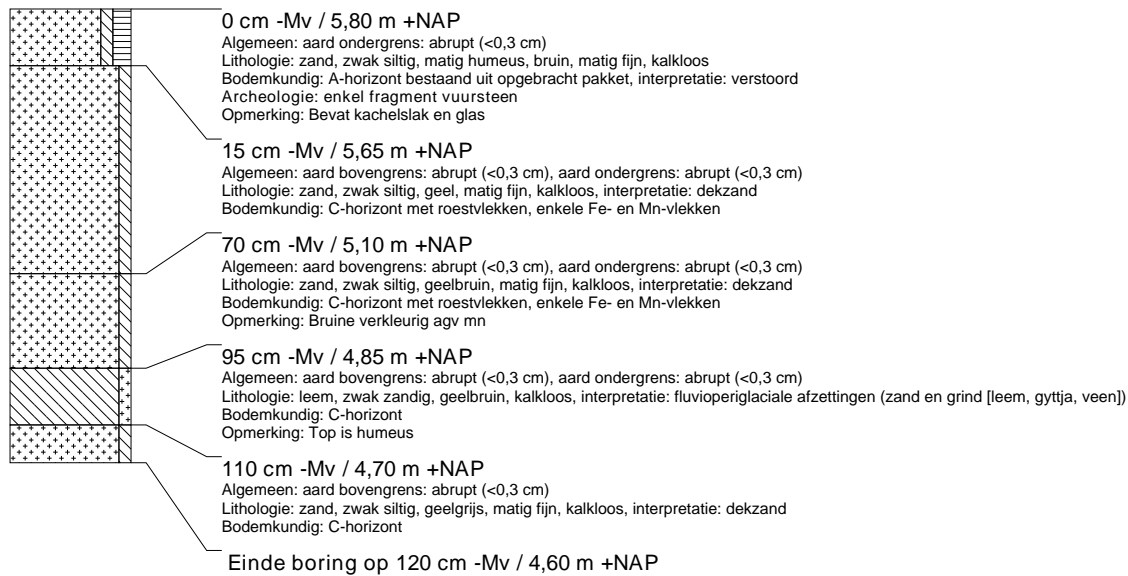 0 cm -Mv / 5,80 m +NAP
Algemeen: aard ondergrens: abrupt (<0,3 cm)
Lithologie: zand, zwak siltig, matig humeus, bruin, matig fijn, kalkloos
Bodemkundig: A-horizont bestaand uit opgebracht pakket, interpretatie: verstoord
Archeologie: enkel fragment vuursteen
Opmerking: Bevat kachelslak en glas
15 cm -Mv / 5,65 m +NAP
Algemeen: aard bovengrens: abrupt (<0,3 cm), aard ondergrens: abrupt (<0,3 cm)
Lithologie: zand, zwak siltig, geel, matig fijn, kalkloos, interpretatie: dekzand
Bodemkundig: C-horizont met roestvlekken, enkele Fe- en Mn-vlekken
70 cm -Mv / 5,10 m +NAP
Algemeen: aard bovengrens: abrupt (<0,3 cm), aard ondergrens: abrupt (<0,3 cm)
Lithologie: zand, zwak siltig, geelbruin, matig fijn, kalkloos, interpretatie: dekzand
Bodemkundig: C-horizont met roestvlekken, enkele Fe- en Mn-vlekken
Opmerking: Bruine verkleurig agv mn
95 cm -Mv / 4,85 m +NAP
Algemeen: aard bovengrens: abrupt (<0,3 cm), aard ondergrens: abrupt (<0,3 cm)
Lithologie: leem, zwak zandig, geelbruin, kalkloos, interpretatie: fluvioperiglaciale afzettingen (zand en grind [leem, gyttja, veen])
Bodemkundig: C-horizont
Opmerking: Top is humeus
110 cm -Mv / 4,70 m +NAP
Algemeen: aard bovengrens: abrupt (<0,3 cm)
Lithologie: zand, zwak siltig, geelgrijs, matig fijn, kalkloos, interpretatie: dekzand
Bodemkundig: C-horizont
Einde boring op 120 cm -Mv / 4,60 m +NAP